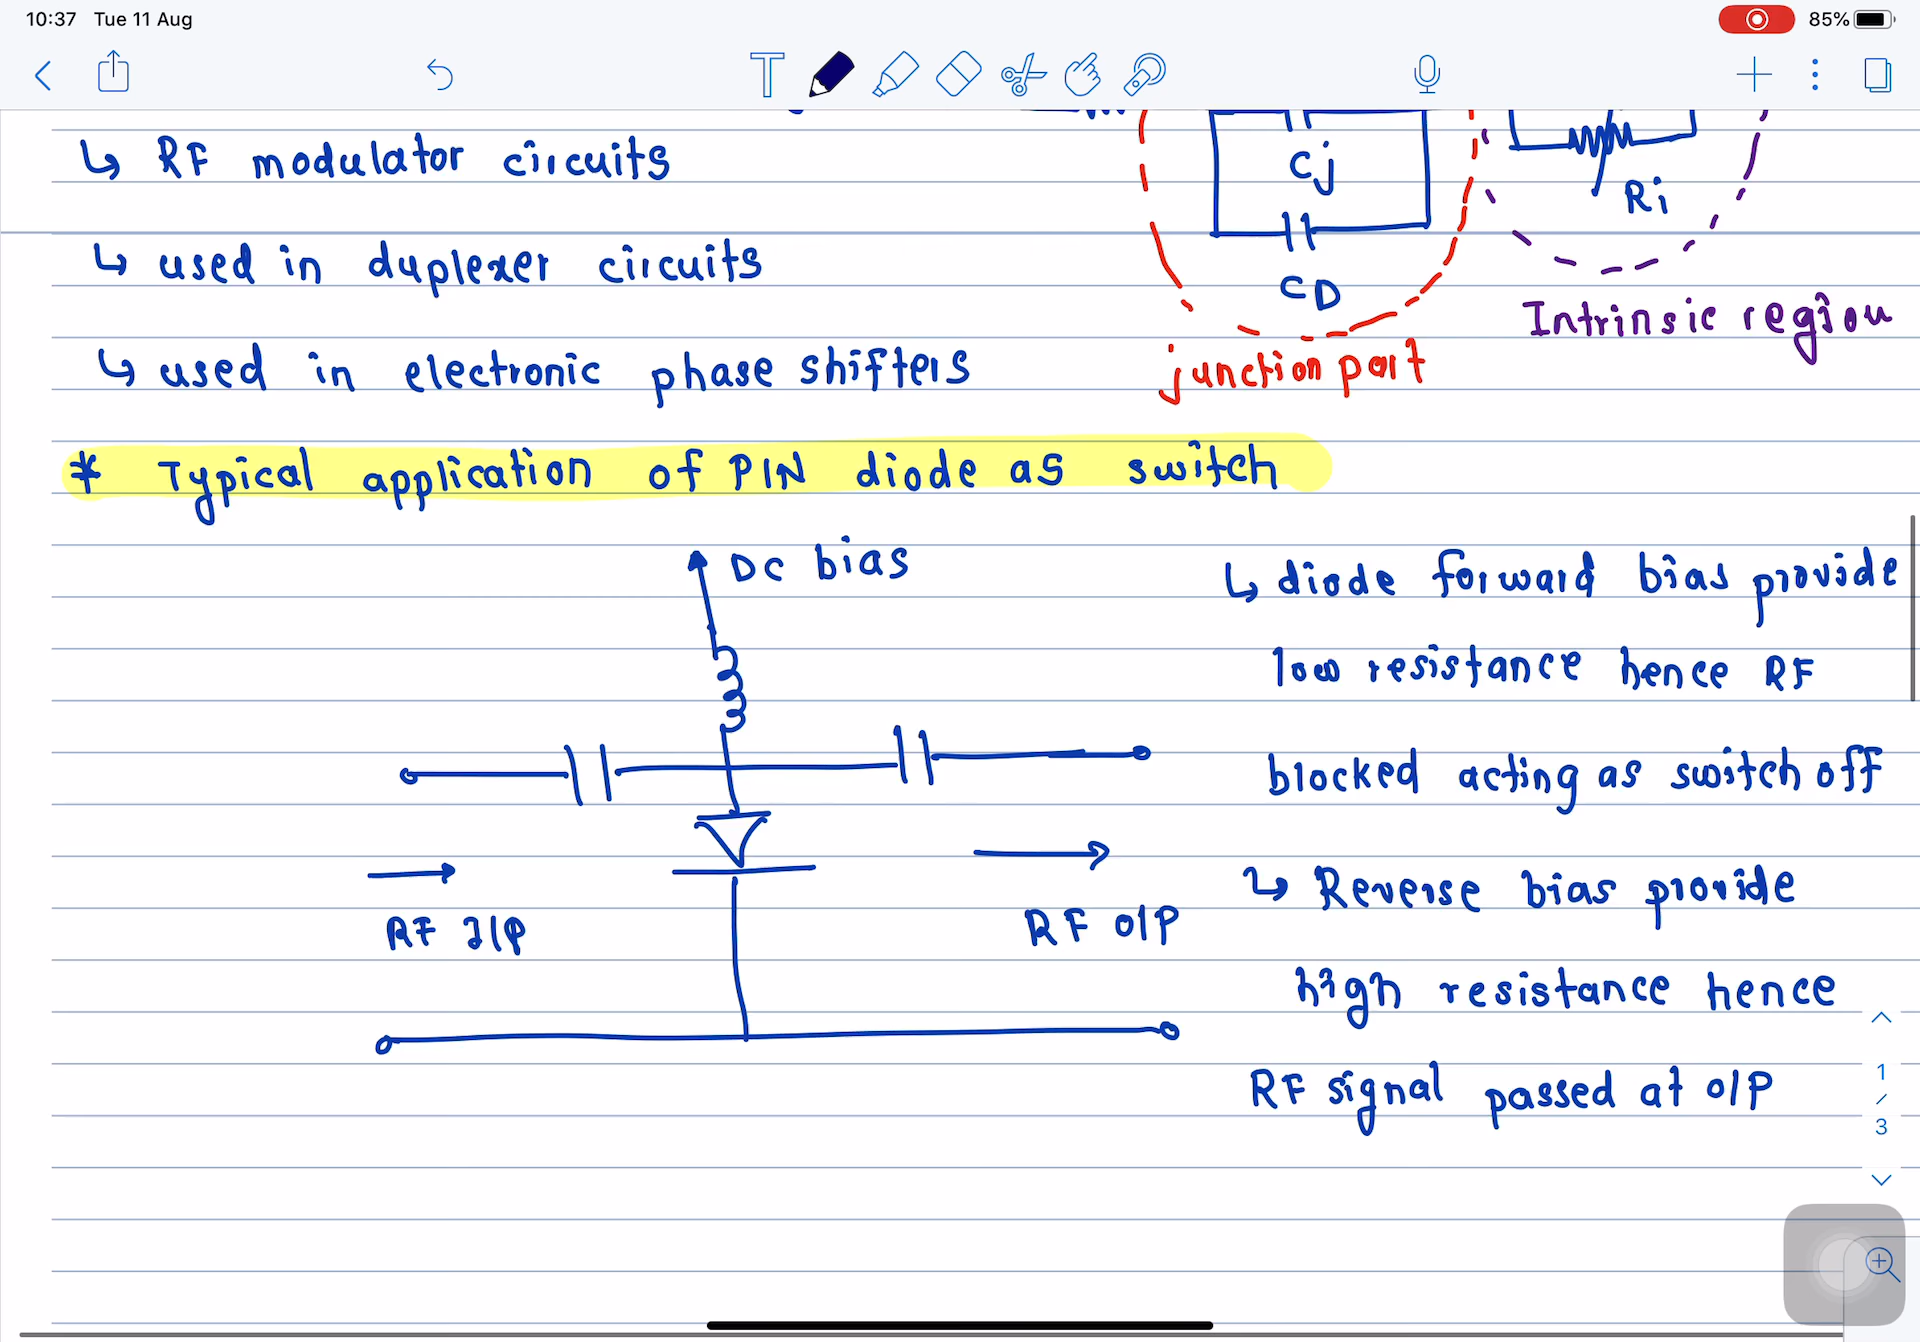 10:37 Tue 11 Aug
85%
↳ RF modulator circuits
Cj
Ri
↳ used in duplexer circuits
CD
Intrinsic region
↳ used in electronic phase shifters
junction part
* Typical application of PIN diode as switch
DC bias
↳ diode forward bias provide
low resistance hence RF
blocked acting as switch off
RF I/P
RF O/P
↳ Reverse bias provide
high resistance hence
RF signal passed at O/P
1
/
3